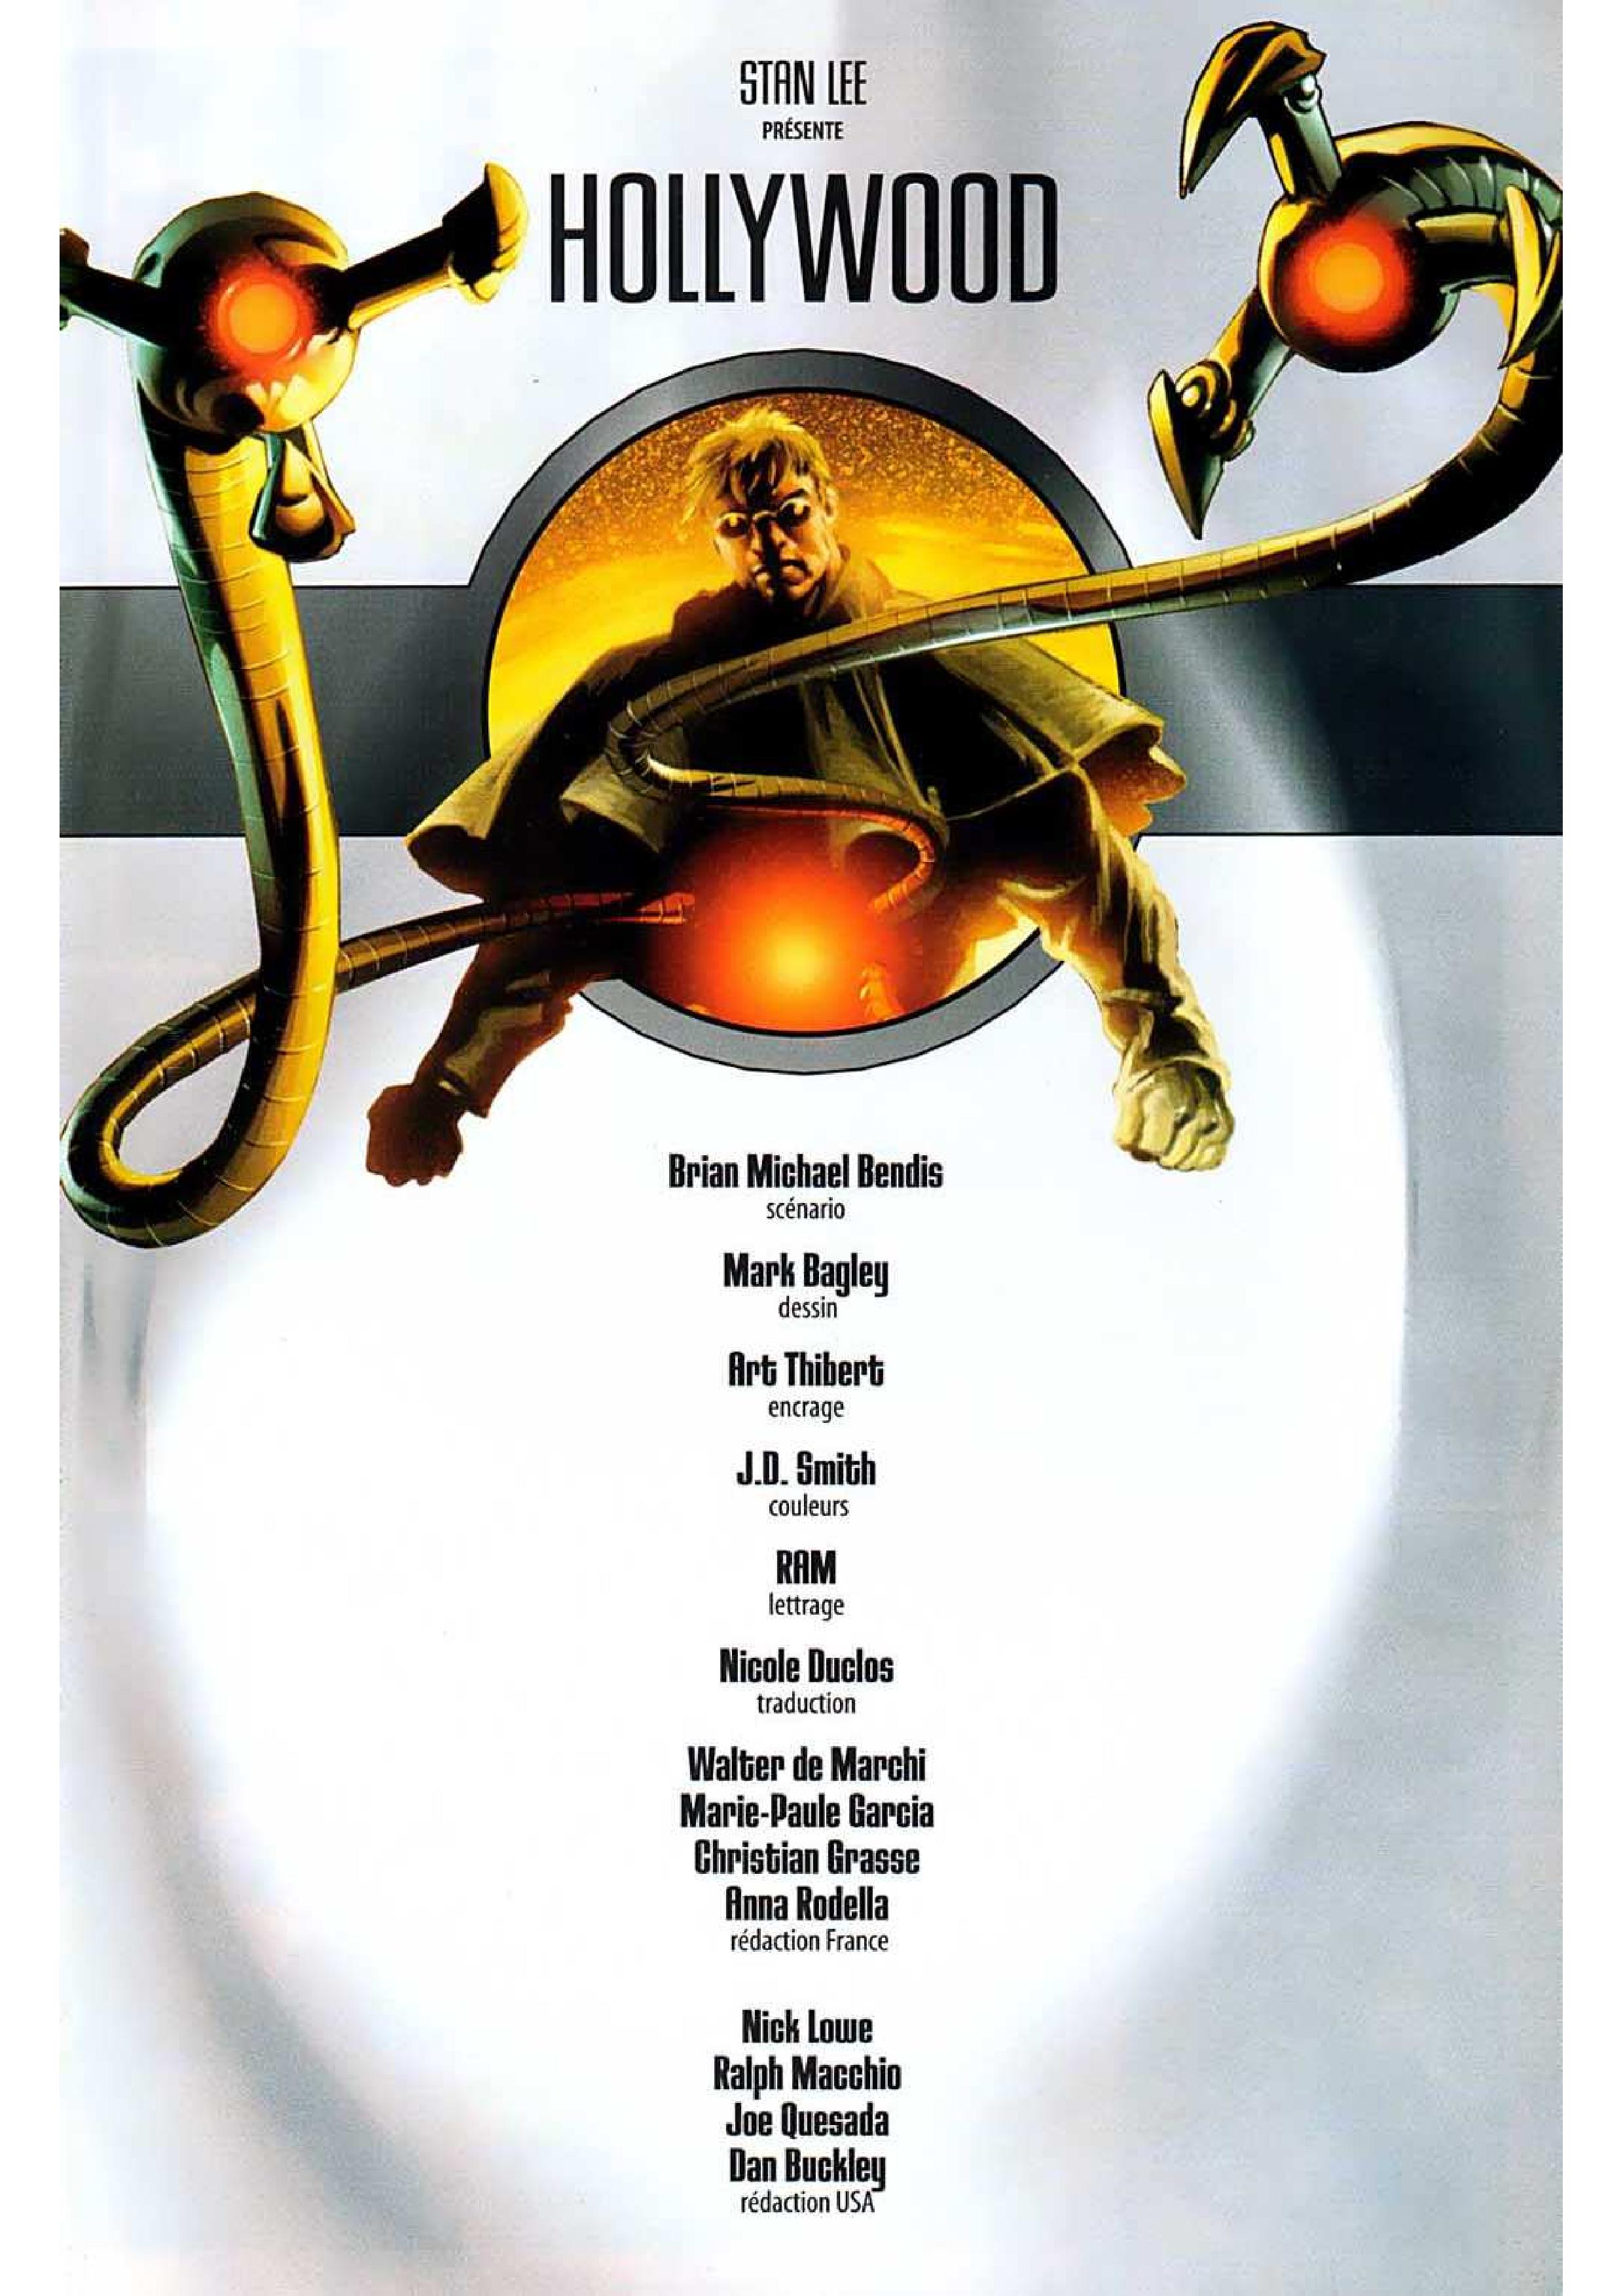 STAN LEE
PRÉSENTE
HOLLYWOOD
Brian Michael Bendis
scénario
Mark Bagley
dessin
Art Thibert
encrage
J.D. Smith
couleurs
RAM
lettrage
Nicole Duclos
traduction
Walter de Marchi
Marie-Paule Garcia
Christian Grasse
Anna Rodella
rédaction France
Nick Lowe
Ralph Macchio
Joe Quesada
Dan Buckley
rédaction USA